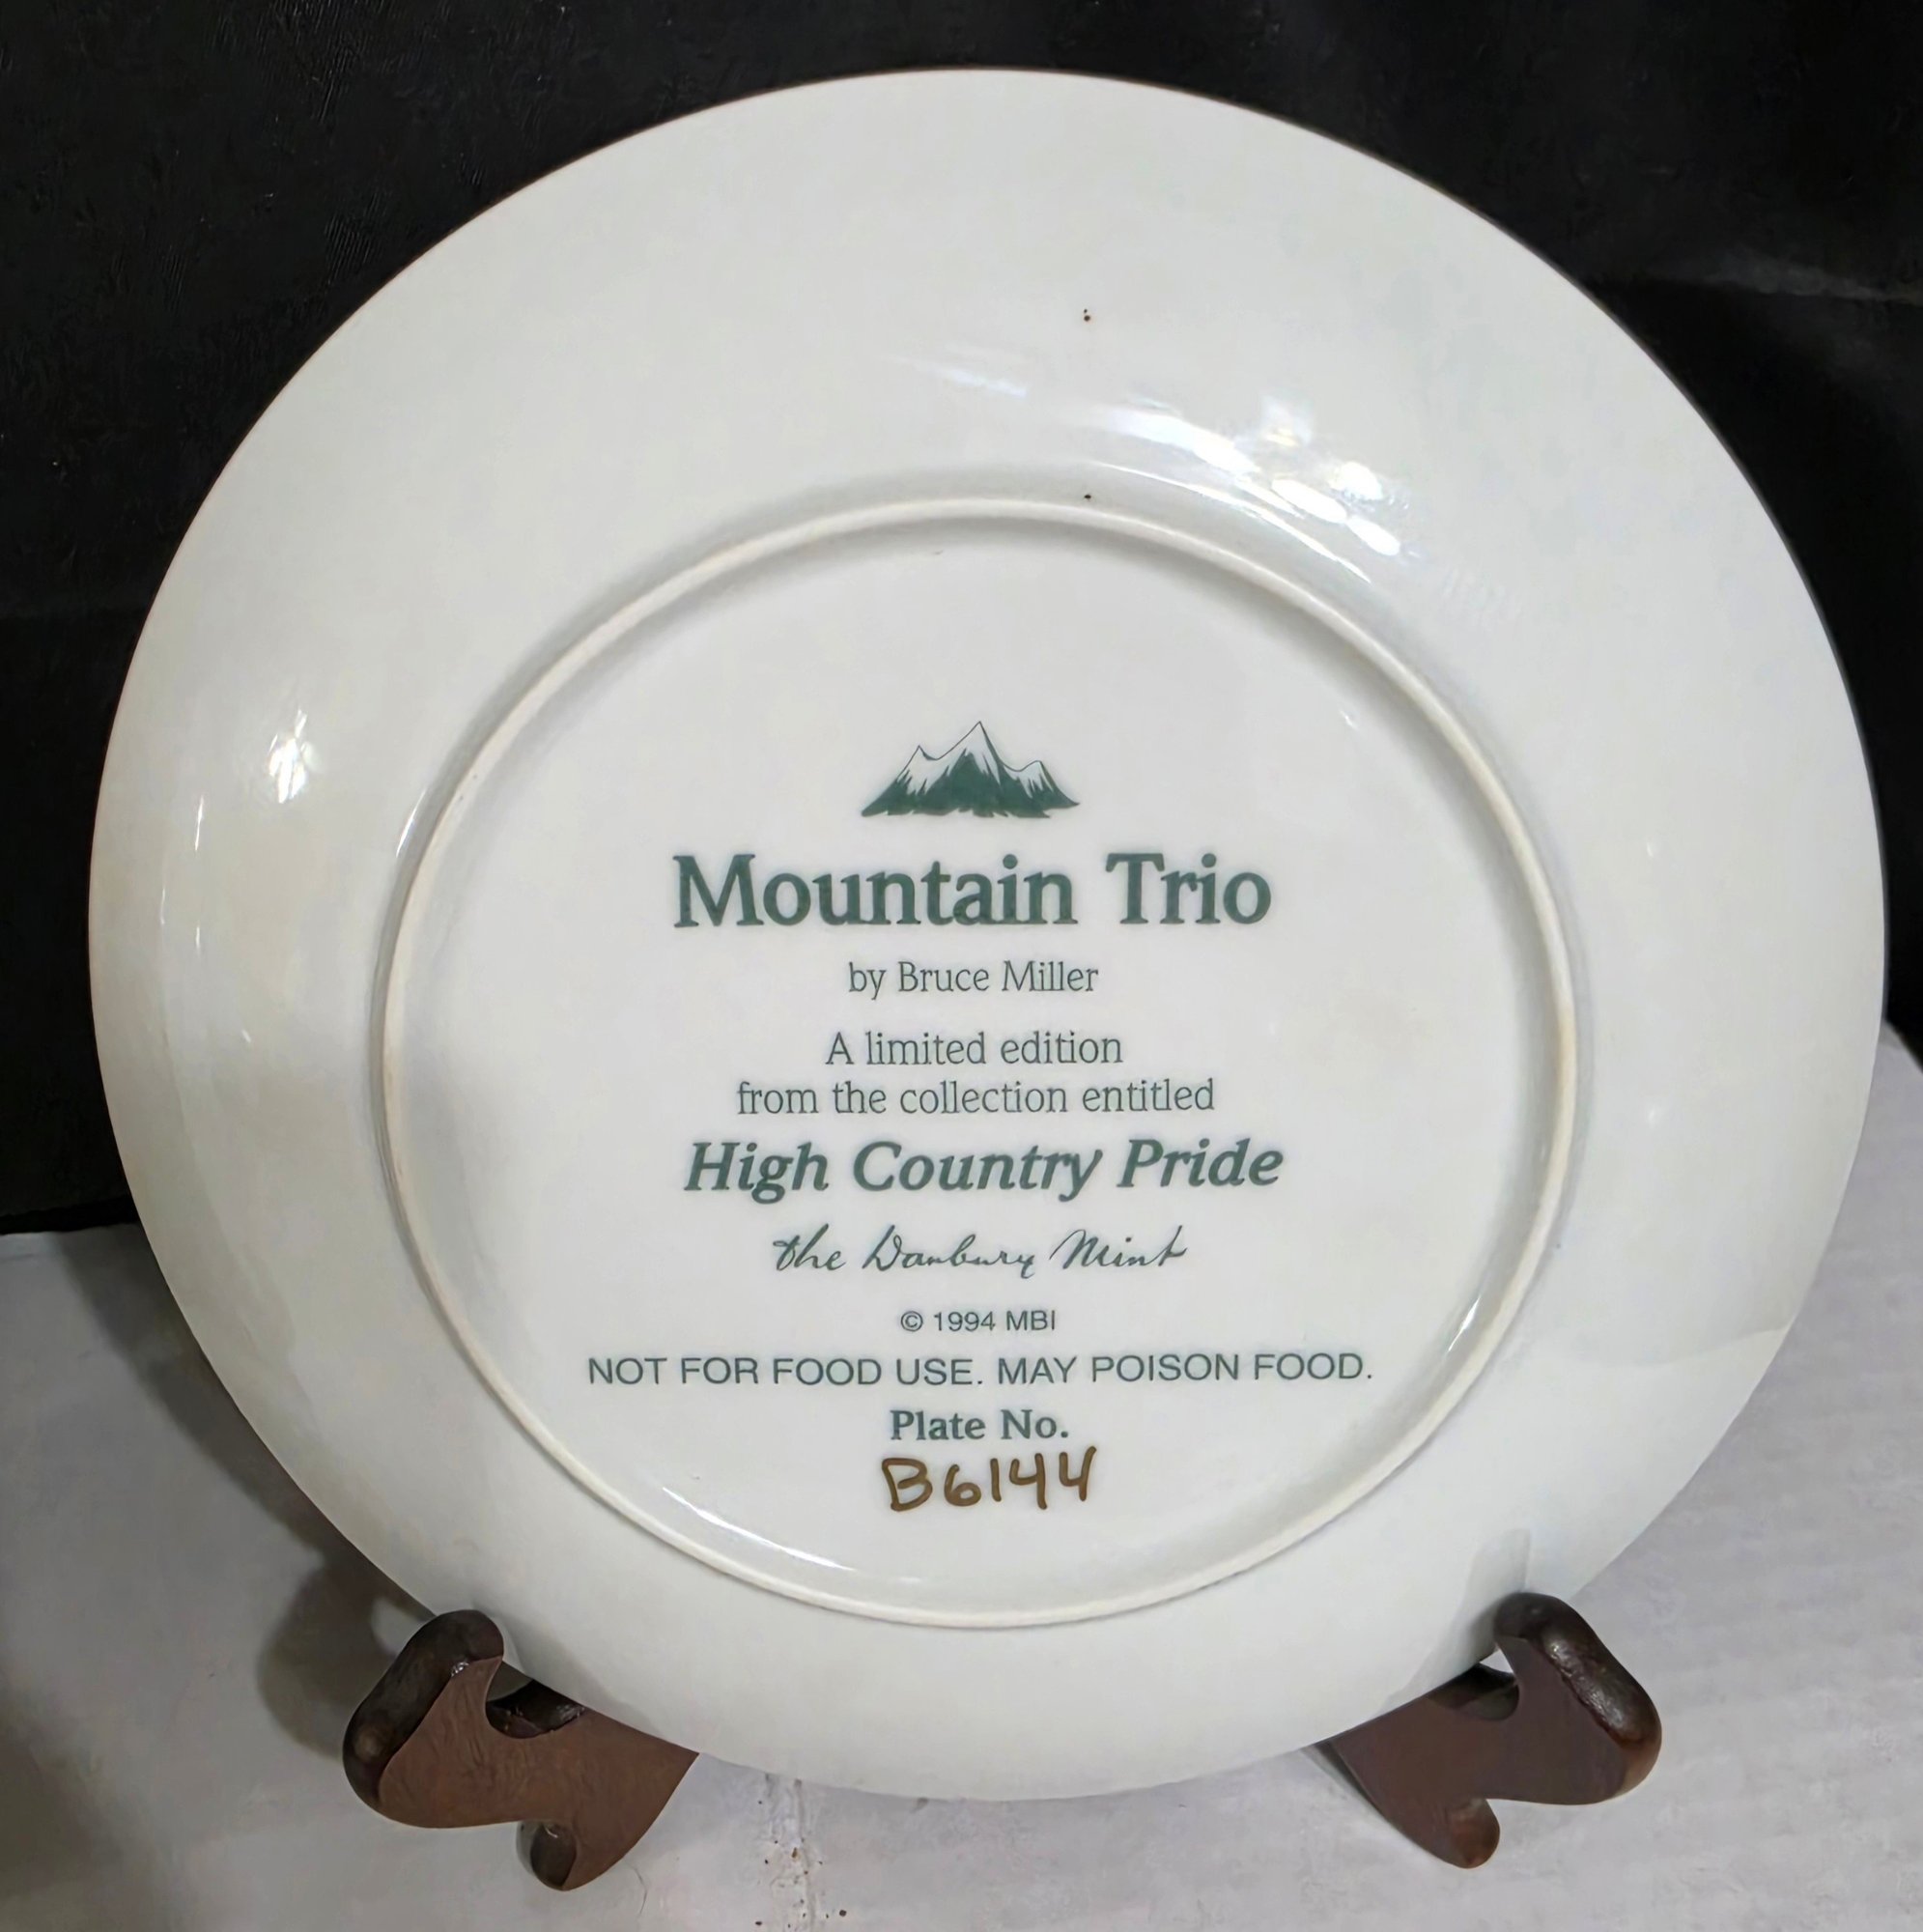 Mountain Trio
by Bruce Miller
A limited edition
from the collection entitled
High Country Pride
the Danbury Mint
© 1994 MBI
NOT FOR FOOD USE. MAY POISON FOOD.
Plate No.
B6144